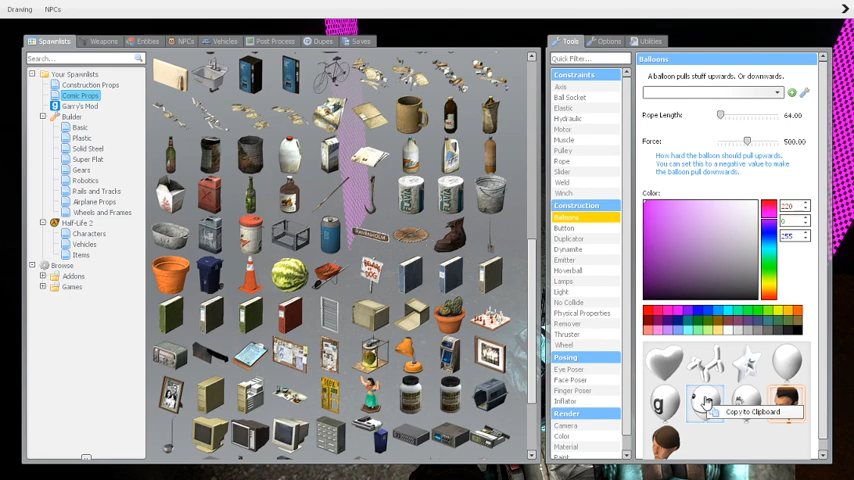 Drawing NPCs
Spawnlists Weapons Entities NPCs Vehicles Post Process Dupes Saves
Search...
Your Spawnlists
Construction Props
Comic Props
Garry's Mod
Builder
Basic
Plastic
Solid Steel
Super Flat
Gears
Robotics
Rails and Tracks
Airplane Props
Wheels and Frames
Half-Life 2
Characters
Vehicles
Items
Browse
Addons
Games
RAVENHOLM
Tools Options Utilities
Quick Filter...
Constraints
Axis
Ball Socket
Elastic
Hydraulic
Motor
Muscle
Pulley
Rope
Slider
Weld
Winch
Construction
Balloons
Button
Duplicator
Dynamite
Emitter
Hoverball
Lamps
Light
No Collide
Physical Properties
Remover
Thruster
Wheel
Posing
Eye Poser
Face Poser
Finger Poser
Inflator
Render
Camera
Color
Material
Paint
Balloons
A balloon pulls stuff upwards. Or downwards.
Rope Length: 64.00
Force: 500.00
How hard the balloon should pull upwards.
You can set this to a negative value to make
the balloon pull downwards.
Color:
220
0
255
g
Copy to Clipboard